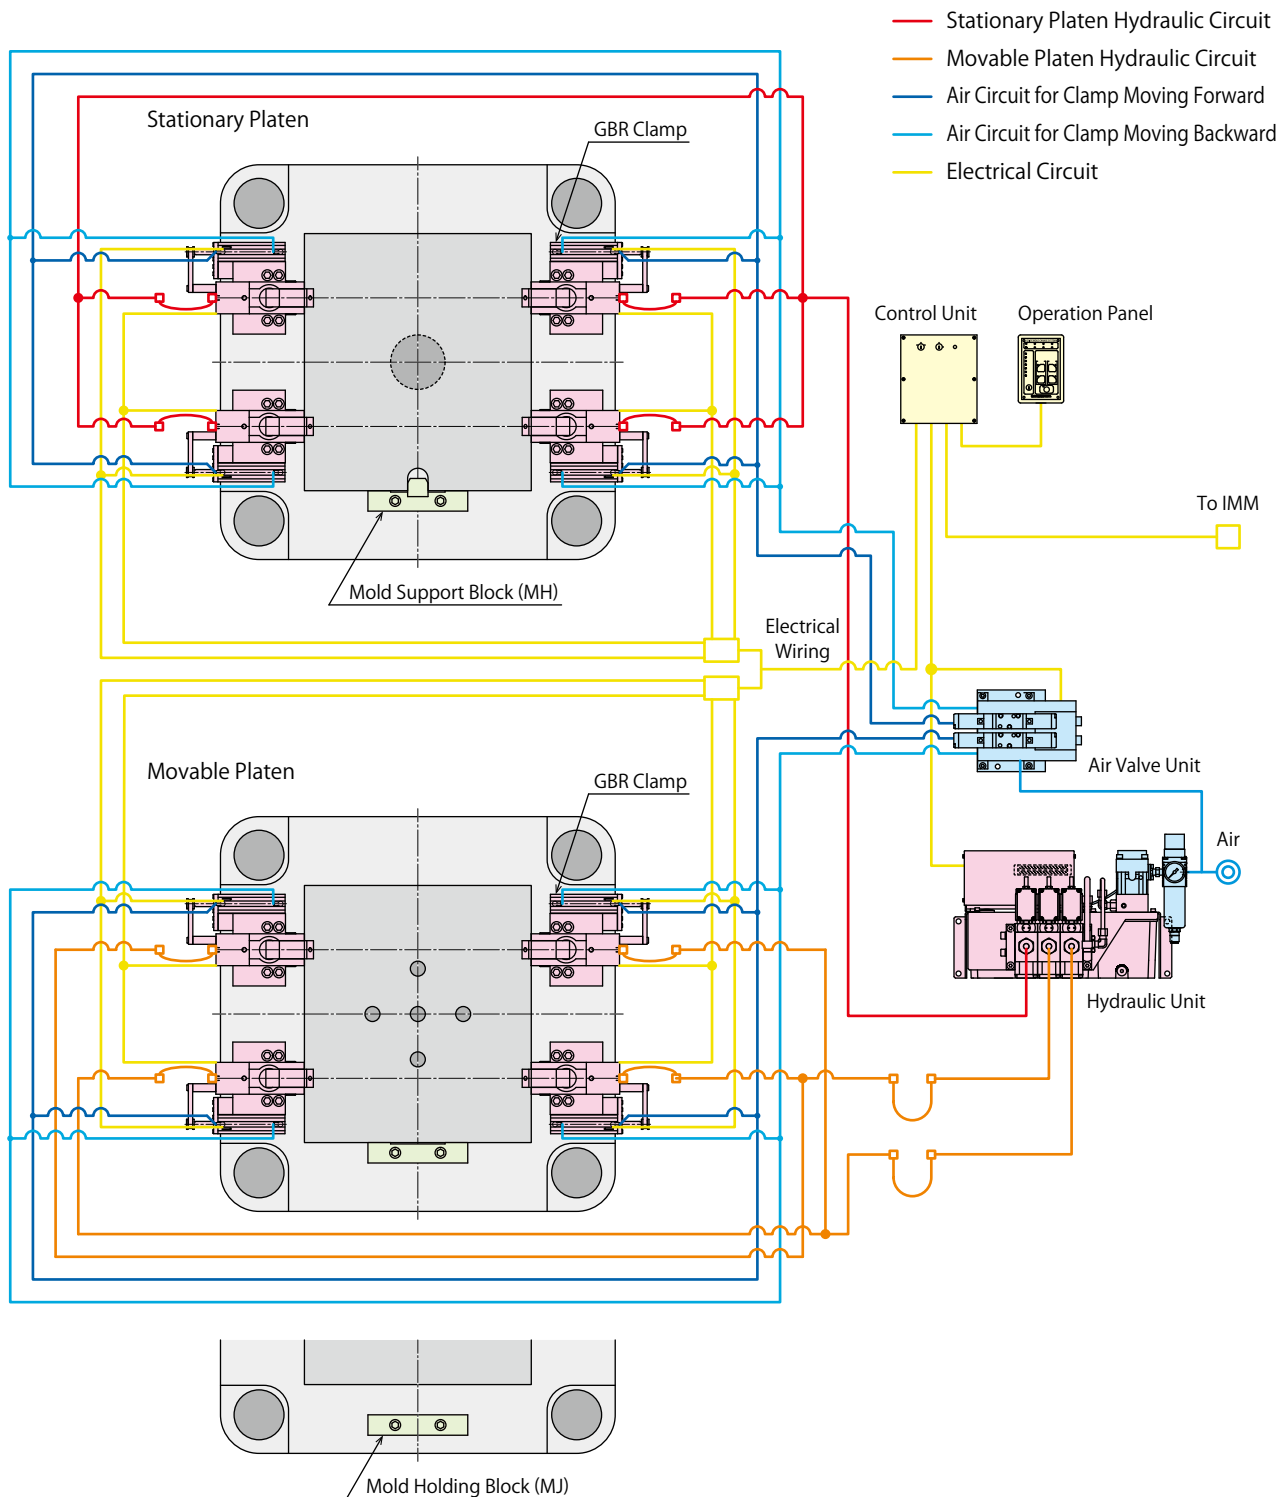 Stationary Platen Hydraulic Circuit
Movable Platen Hydraulic Circuit
Air Circuit for Clamp Moving Forward
Air Circuit for Clamp Moving Backward
Electrical Circuit
Stationary Platen
GBR Clamp
Control Unit
Operation Panel
To IMM
Mold Support Block (MH)
Electrical
Wiring
Air Valve Unit
Movable Platen
GBR Clamp
Air
Hydraulic Unit
Mold Holding Block (MJ)